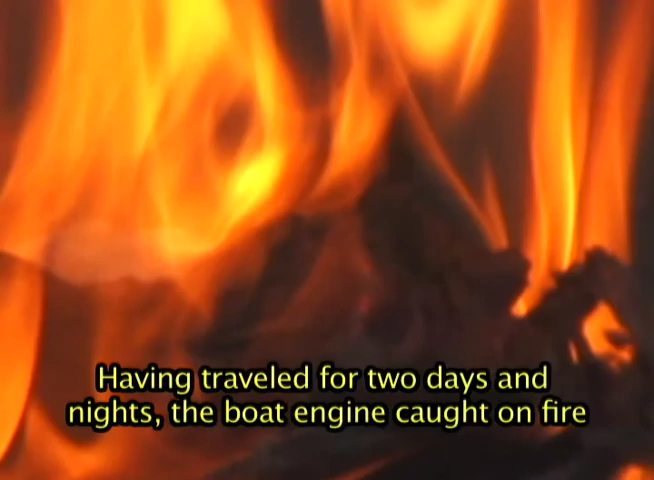 Having traveled for two days and
nights, the boat engine caught on fire